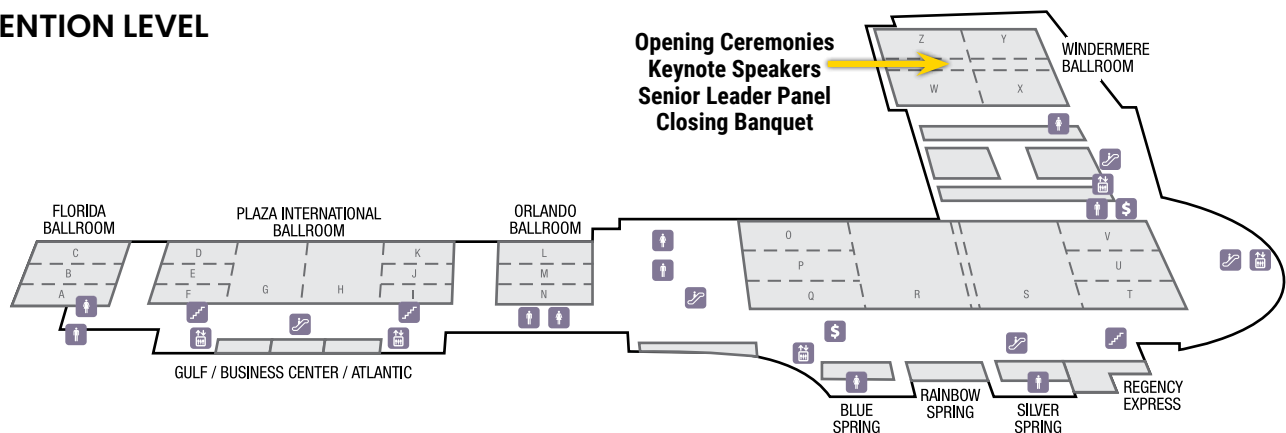 ENTION LEVEL
Opening Ceremonies
Keynote Speakers
Senior Leader Panel
Closing Banquet
Z
Y
W
X
WINDERMERE
BALLROOM
FLORIDA
BALLROOM
C
B
A
PLAZA INTERNATIONAL
BALLROOM
D
E
F
G
H
K
J
I
ORLANDO
BALLROOM
L
M
N
O
P
Q
R
S
V
U
T
$
$
GULF / BUSINESS CENTER / ATLANTIC
BLUE
SPRING
RAINBOW
SPRING
SILVER
SPRING
REGENCY
EXPRESS